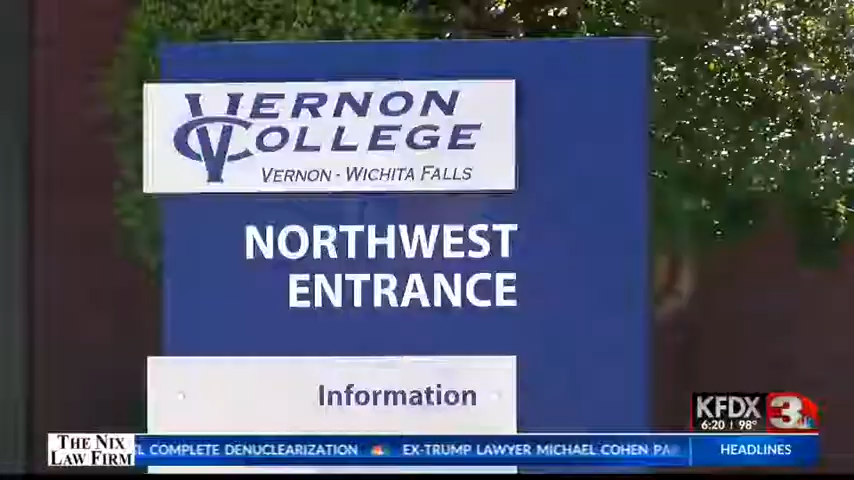 VERNON
COLLEGE
VERNON - WICHITA FALLS
NORTHWEST
ENTRANCE
Information
KFDX 3
6:20 98°
THE NIX
LAW FIRM
COMPLETE DENUCLEARIZATION
EX-TRUMP LAWYER MICHAEL COHEN
HEADLINES